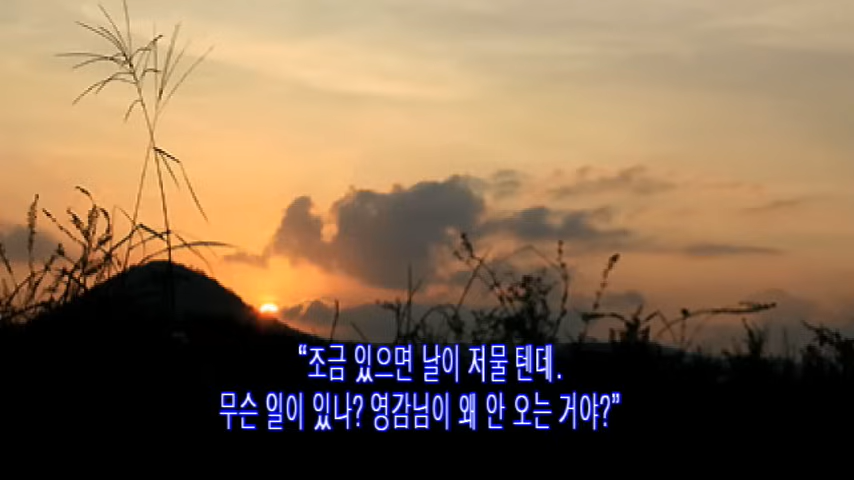 “조금 있으면 날이 저물 텐데.
무슨 일이 있나? 영감님이 왜 안 오는 거야?”